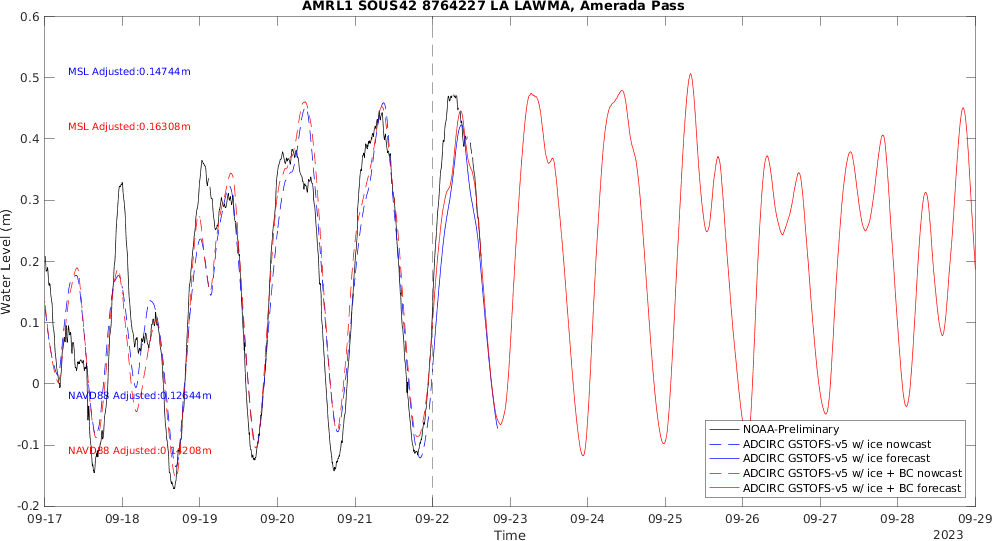 AMRL1 SOUS42 8764227 LA LAWMA, Amerada Pass
0.6
0.5
0.4
0.3
0.2
0.1
0
-0.1
-0.2
Water Level (m)
MSL Adjusted:0.14744m
MSL Adjusted:0.16308m
NAVD88 Adjusted:0.12644m
NAVD88 Adjusted:0.14208m
NOAA-Preliminary
ADCIRC GSTOFS-v5 w/ ice nowcast
ADCIRC GSTOFS-v5 w/ ice forecast
ADCIRC GSTOFS-v5 w/ ice + BC nowcast
ADCIRC GSTOFS-v5 w/ ice + BC forecast
09-17 09-18 09-19 09-20 09-21 09-22 09-23 09-24 09-25 09-26 09-27 09-28 09-29
Time
2023